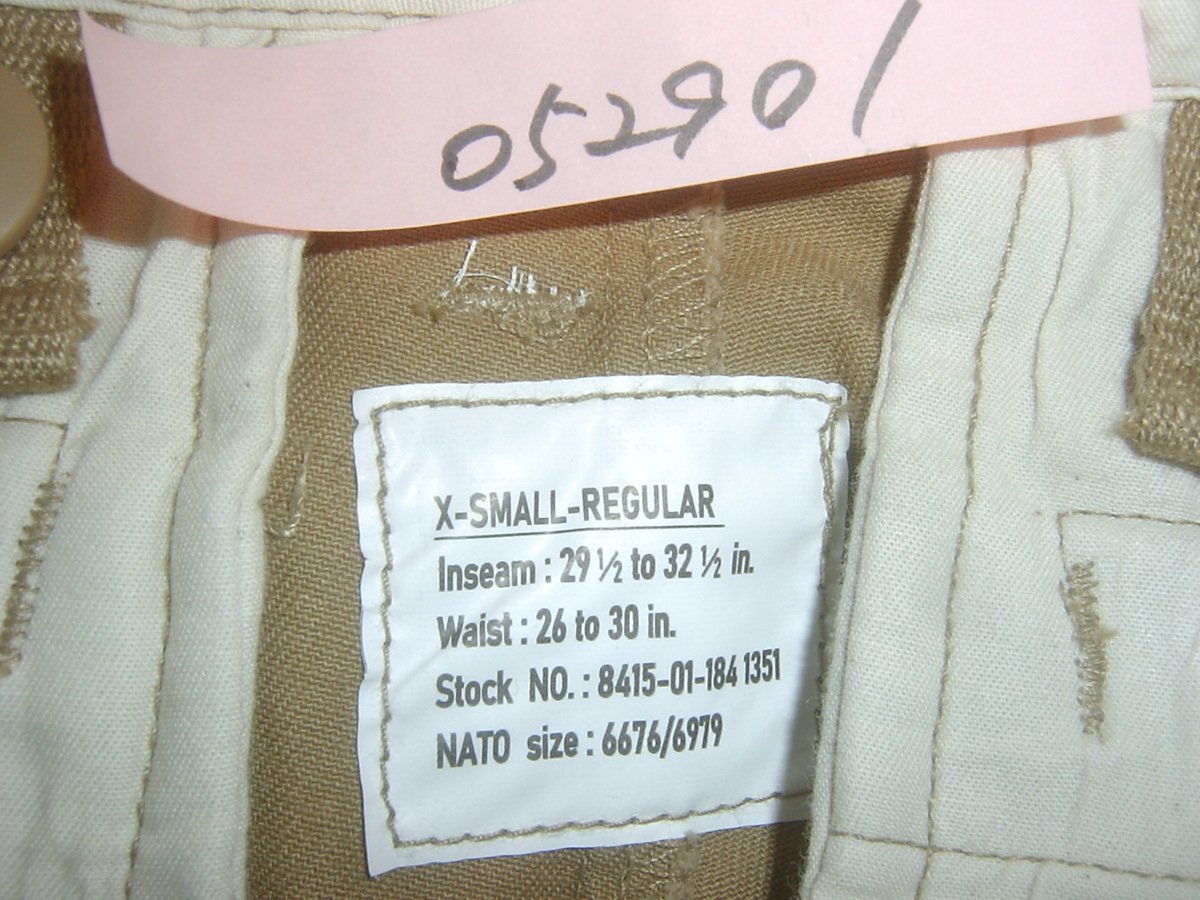 052901
X-SMALL-REGULAR
Inseam : 29 ½ to 32 ½ in.
Waist : 26 to 30 in.
Stock NO. : 8415-01-184 1351
NATO size : 6676/6979